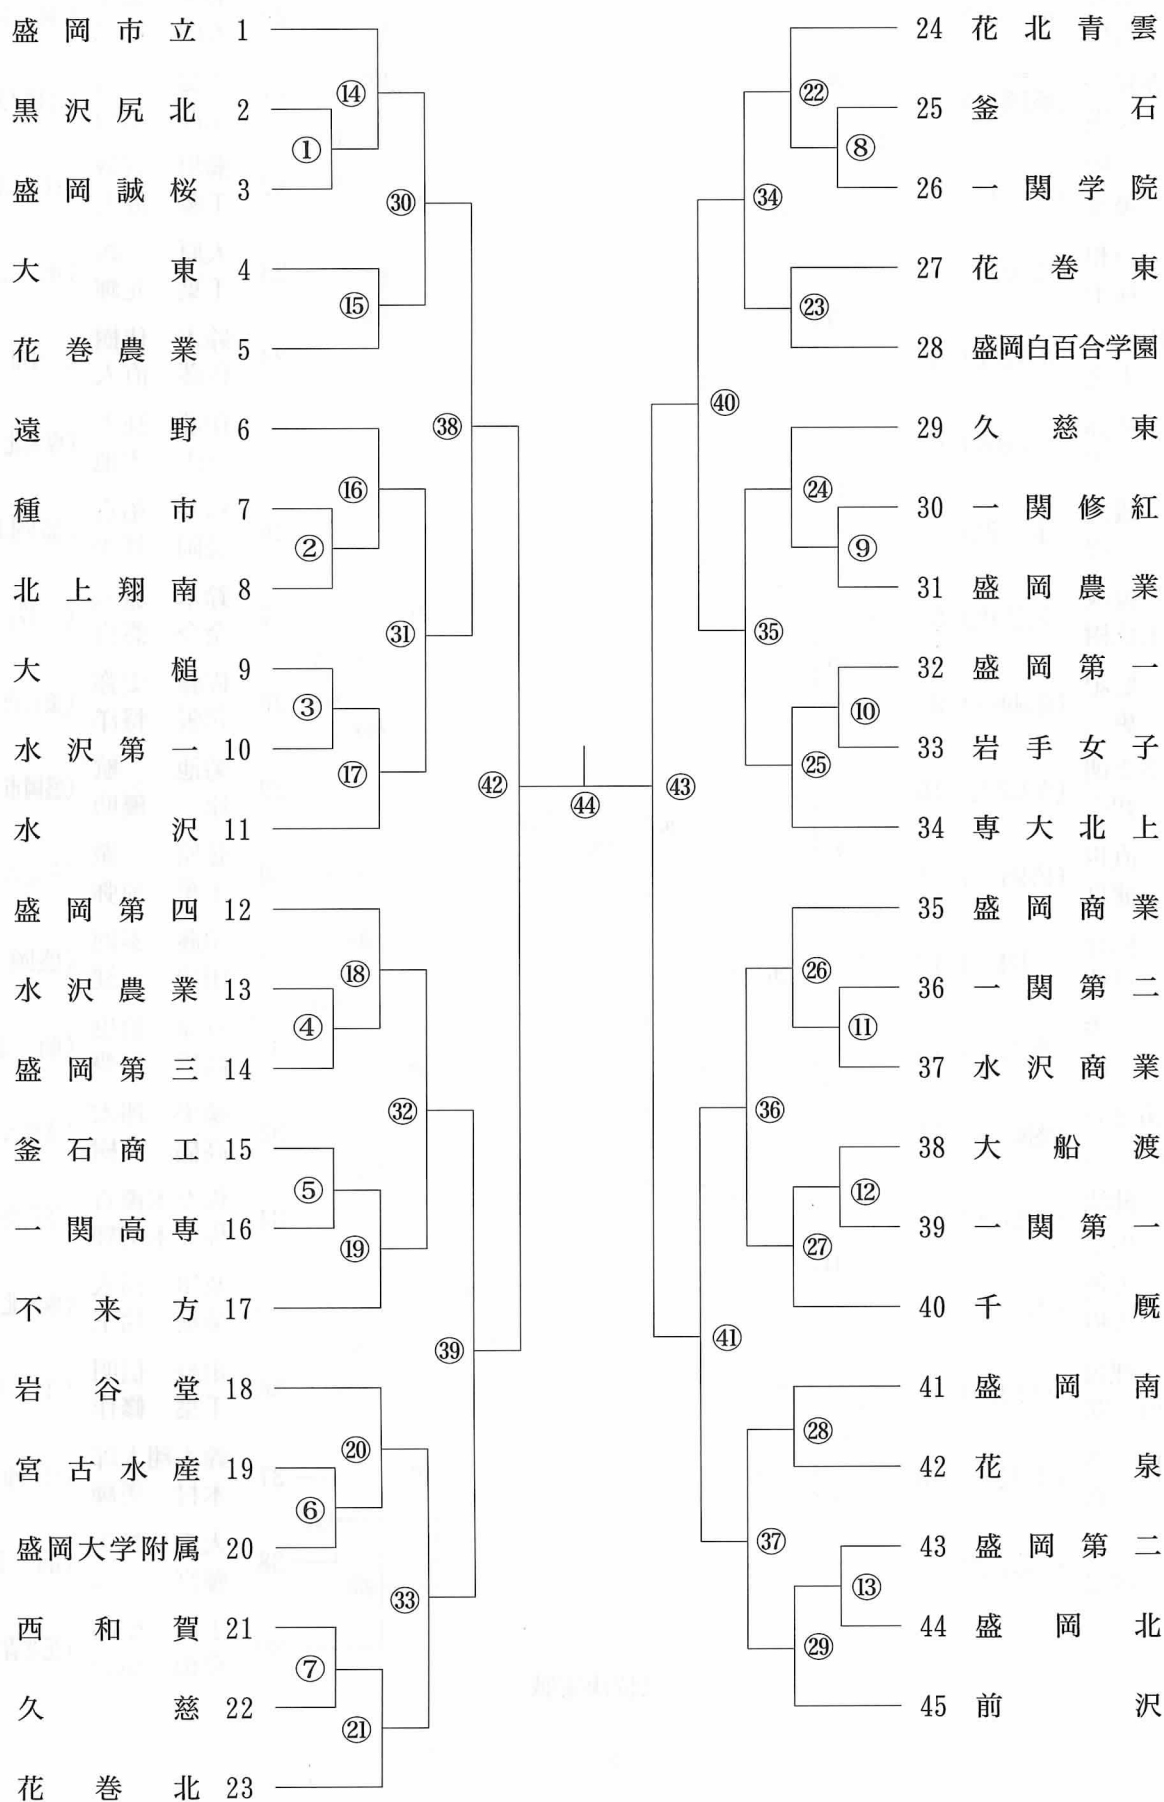 盛岡市立 1
黒沢尻北 2
盛岡誠桜 3
大東 4
花巻農業 5
遠野 6
種市 7
北上翔南 8
大槌 9
水沢第一 10
水沢 11
盛岡第四 12
水沢農業 13
盛岡第三 14
釜石商工 15
一関高専 16
不来方 17
岩谷堂 18
宮古水産 19
盛岡大学附属 20
西和賀 21
久慈 22
花巻北 23
①
②
③
④
⑤
⑥
⑦
⑭
⑮
⑯
⑰
⑱
⑲
⑳
㉑
㉚
㉛
㉜
㉝
㊳
㊴
㊷
㊹
㊸
㊵
㊶
㉞
㉟
㊱
㊲
㉒
㉓
㉔
㉕
㉖
㉗
㉘
㉙
⑧
⑨
⑩
⑪
⑫
⑬
24 花北青雲
25 釜石
26 一関学院
27 花巻東
28 盛岡白百合学園
29 久慈東
30 一関修紅
31 盛岡農業
32 盛岡第一
33 岩手女子
34 専大北上
35 盛岡商業
36 一関第二
37 水沢商業
38 大船渡
39 一関第一
40 千厩
41 盛岡南
42 花泉
43 盛岡第二
44 盛岡北
45 前沢